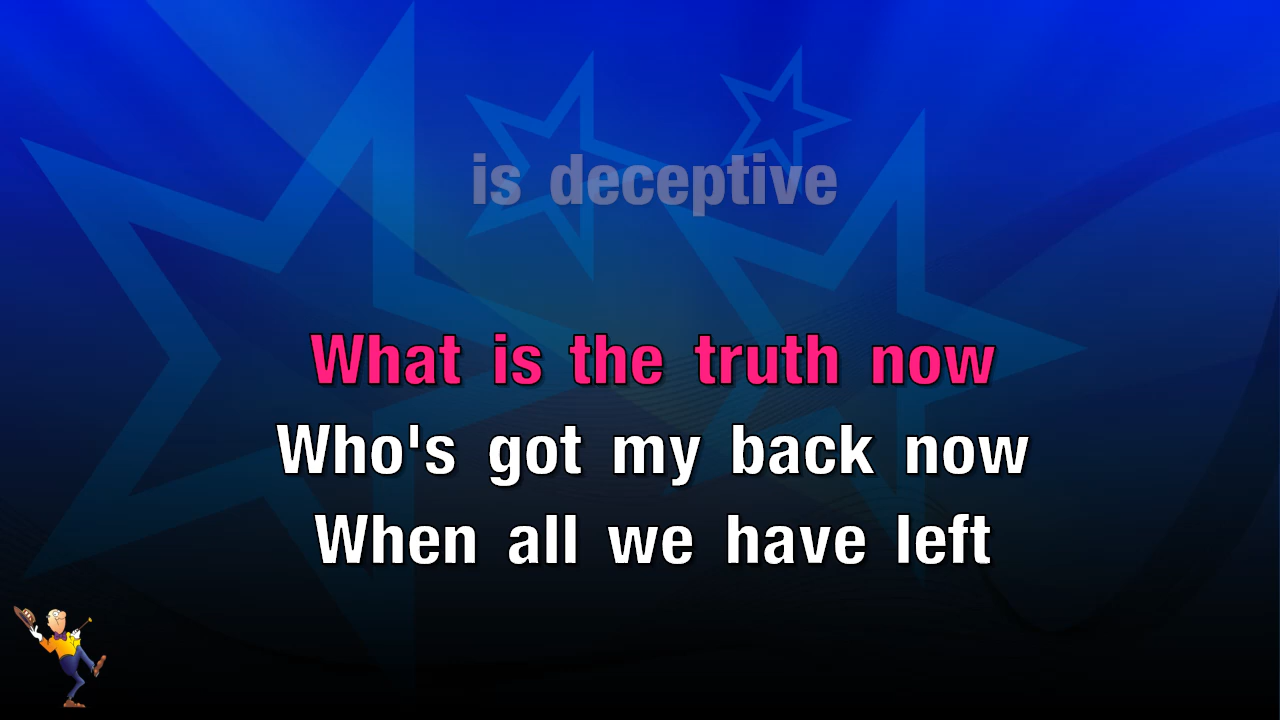 is deceptive
What is the truth now
Who's got my back now
When all we have left